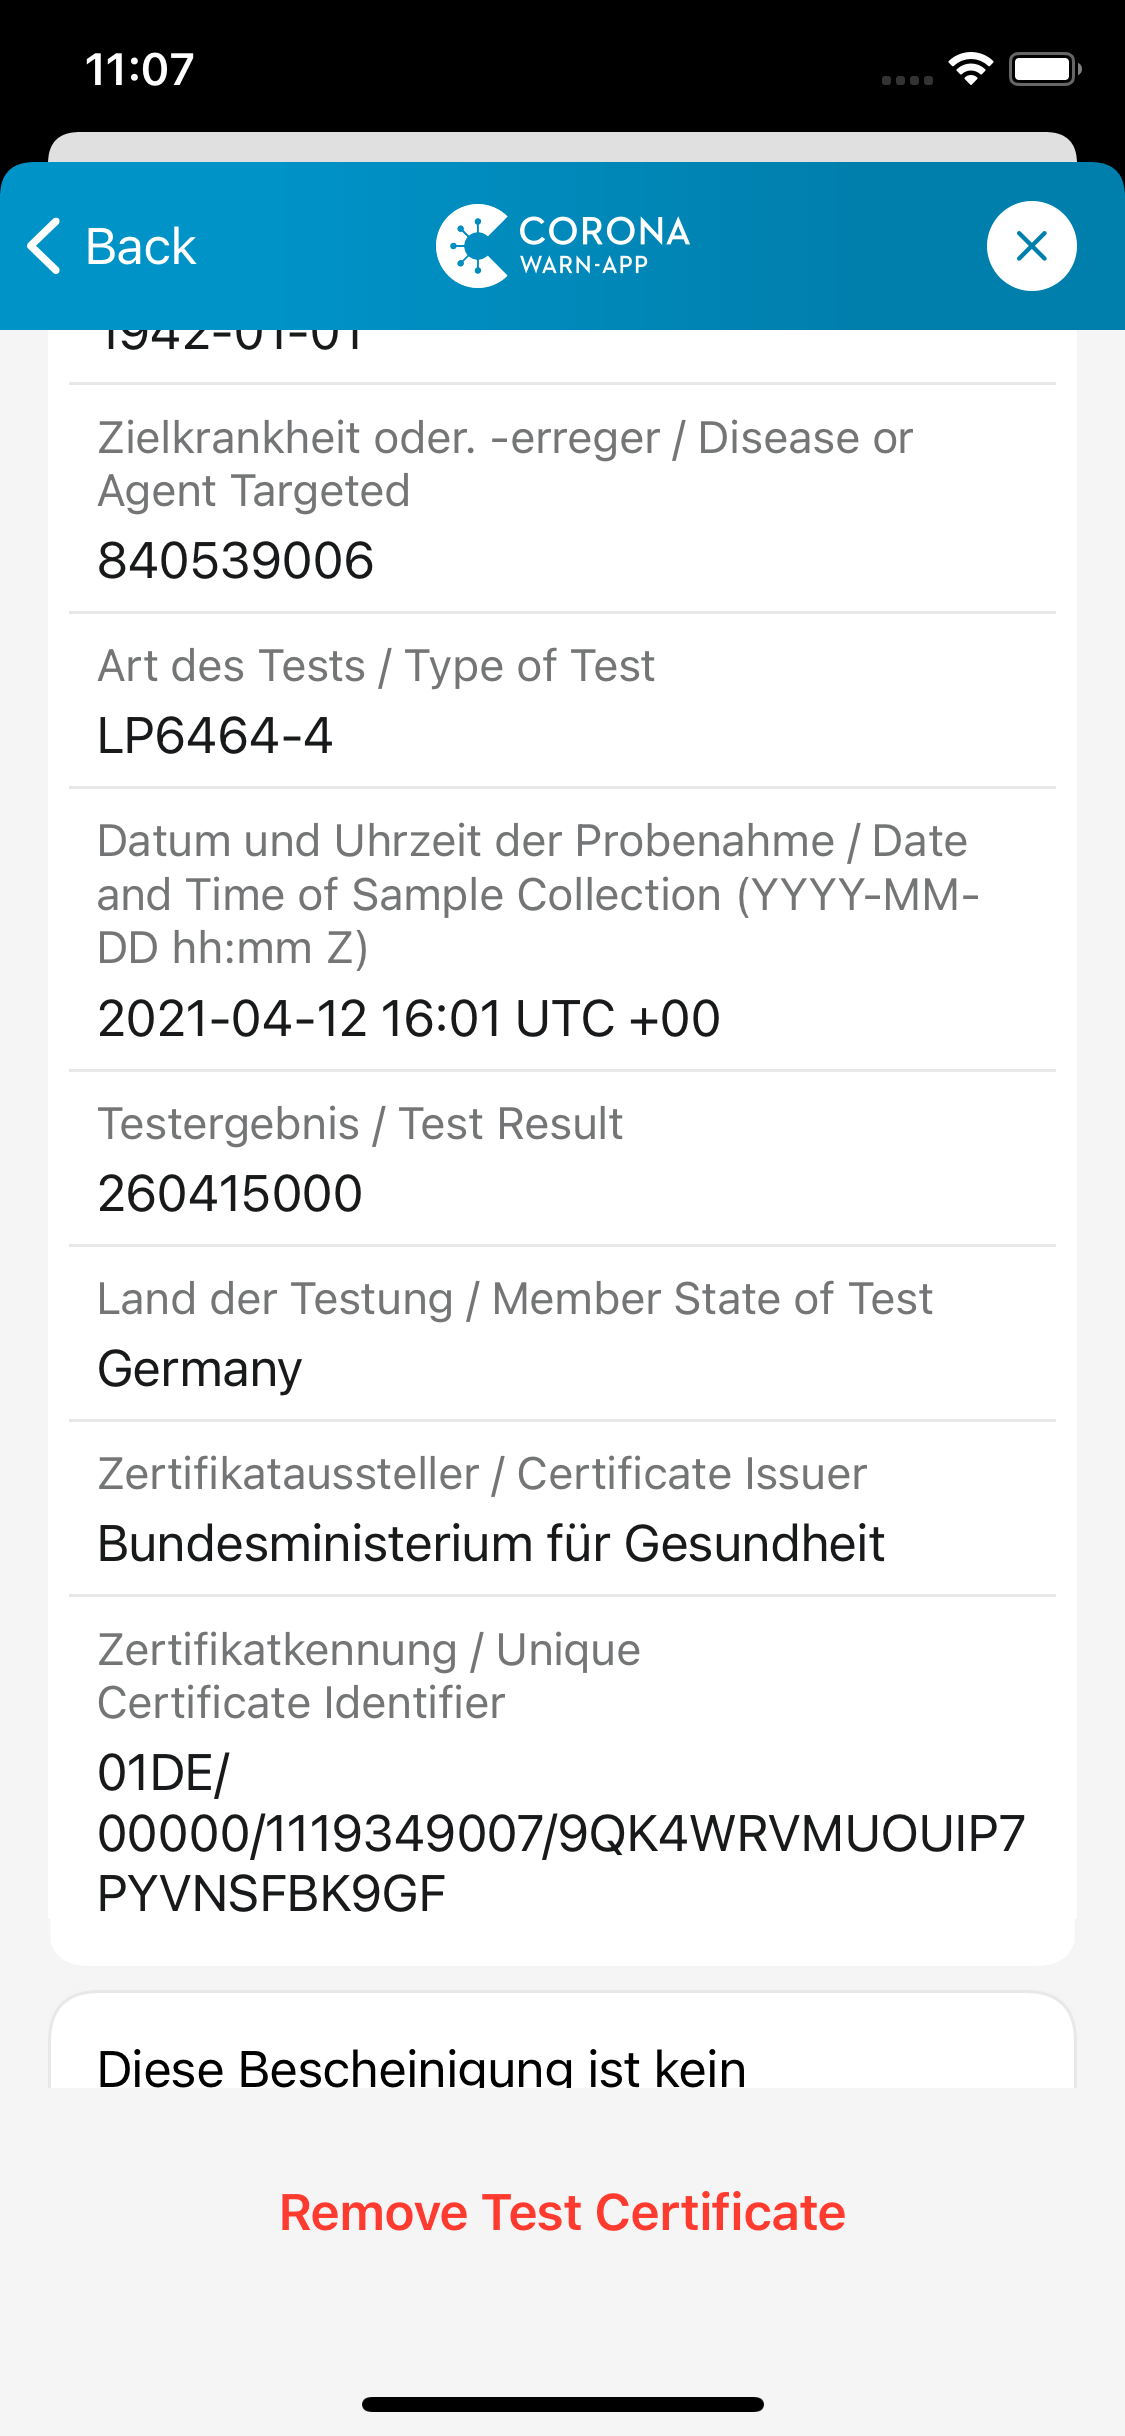 11:07
Back
CORONA
WARN-APP
1942-01-01
Zielkrankheit oder. -erreger / Disease or
Agent Targeted
840539006
Art des Tests / Type of Test
LP6464-4
Datum und Uhrzeit der Probenahme / Date
and Time of Sample Collection (YYYY-MM-
DD hh:mm Z)
2021-04-12 16:01 UTC +00
Testergebnis / Test Result
260415000
Land der Testung / Member State of Test
Germany
Zertifikataussteller / Certificate Issuer
Bundesministerium für Gesundheit
Zertifikatkennung / Unique
Certificate Identifier
01DE/
00000/1119349007/9QK4WRVMUOUIP7
PYVNSFBK9GF
Diese Bescheinigung ist kein
Remove Test Certificate